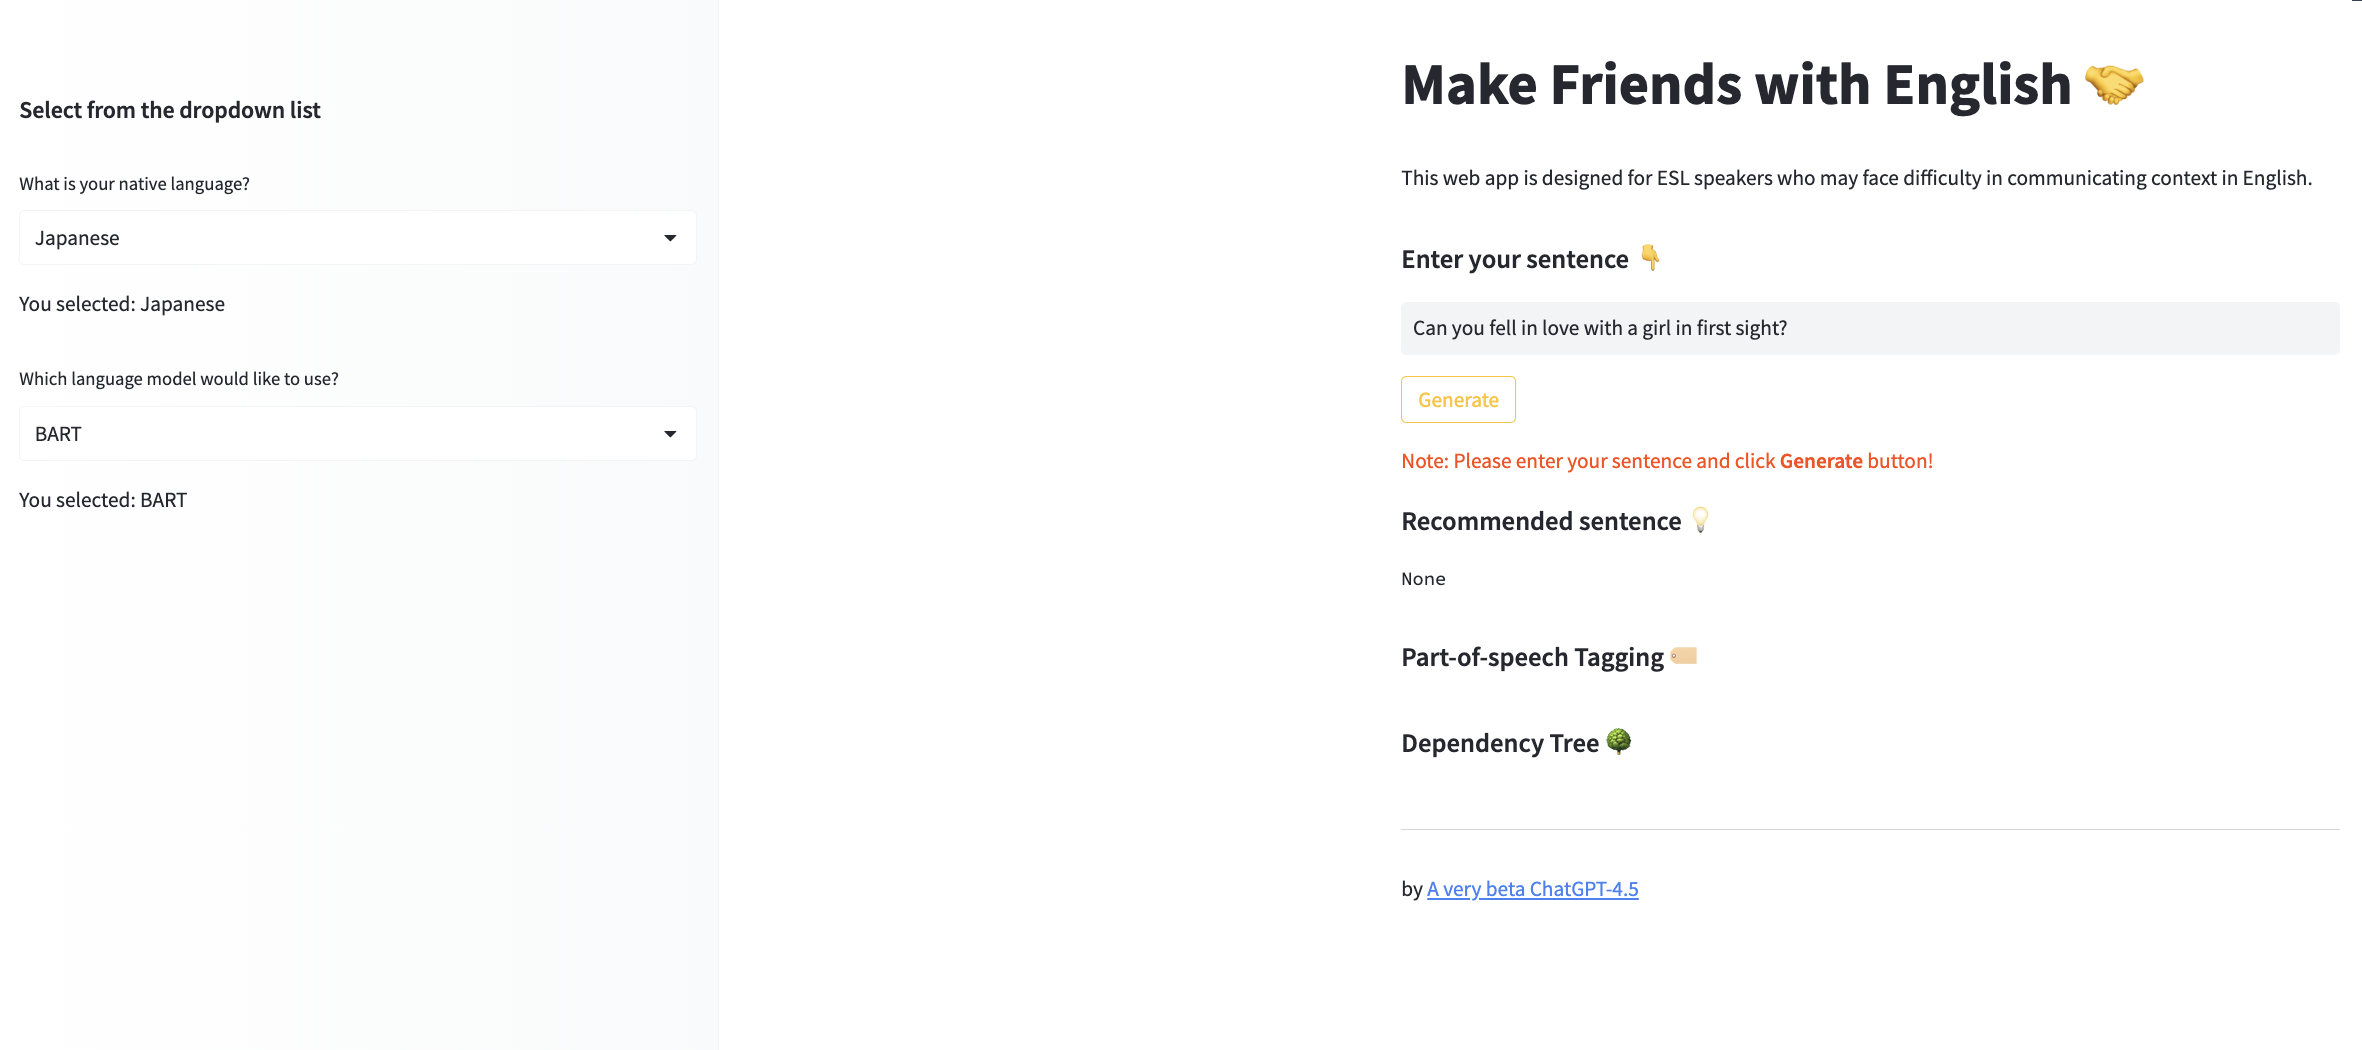 Select from the dropdown list
What is your native language?
Japanese
You selected: Japanese
Which language model would like to use?
BART
You selected: BART
Make Friends with English
This web app is designed for ESL speakers who may face difficulty in communicating context in English.
Enter your sentence
Can you fell in love with a girl in first sight?
Generate
Note: Please enter your sentence and click Generate button!
Recommended sentence
None
Part-of-speech Tagging
Dependency Tree
by A very beta ChatGPT-4.5